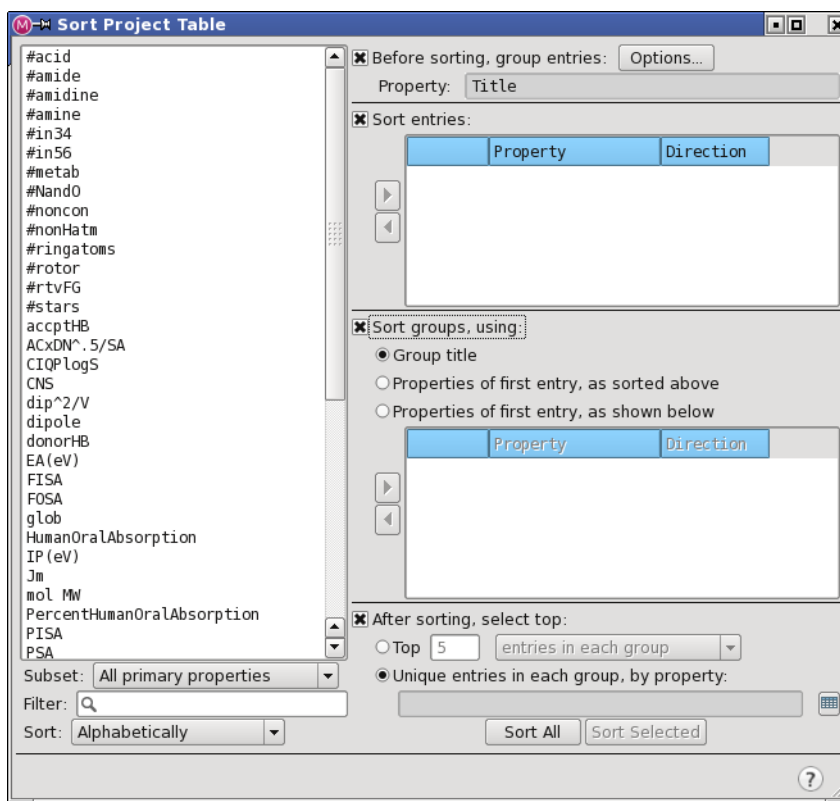 M Sort Project Table
#acid
#amide
#amidine
#amine
#in34
#in56
#metab
#NandO
#noncon
#nonHatm
#ringatoms
#rotor
#rtvFG
#stars
accptHB
ACxDN^.5/SA
CIQPlogS
CNS
dip^2/V
dipole
donorHB
EA(eV)
FISA
FOSA
glob
HumanOralAbsorption
IP(eV)
Jm
mol MW
PercentHumanOralAbsorption
PISA
PSA
Subset: All primary properties
Filter:
Sort: Alphabetically
Before sorting, group entries: Options...
Property: Title
Sort entries:
Property Direction
Sort groups, using:
Group title
Properties of first entry, as sorted above
Properties of first entry, as shown below
Property Direction
After sorting, select top:
Top 5 entries in each group
Unique entries in each group, by property:
Sort All Sort Selected
?